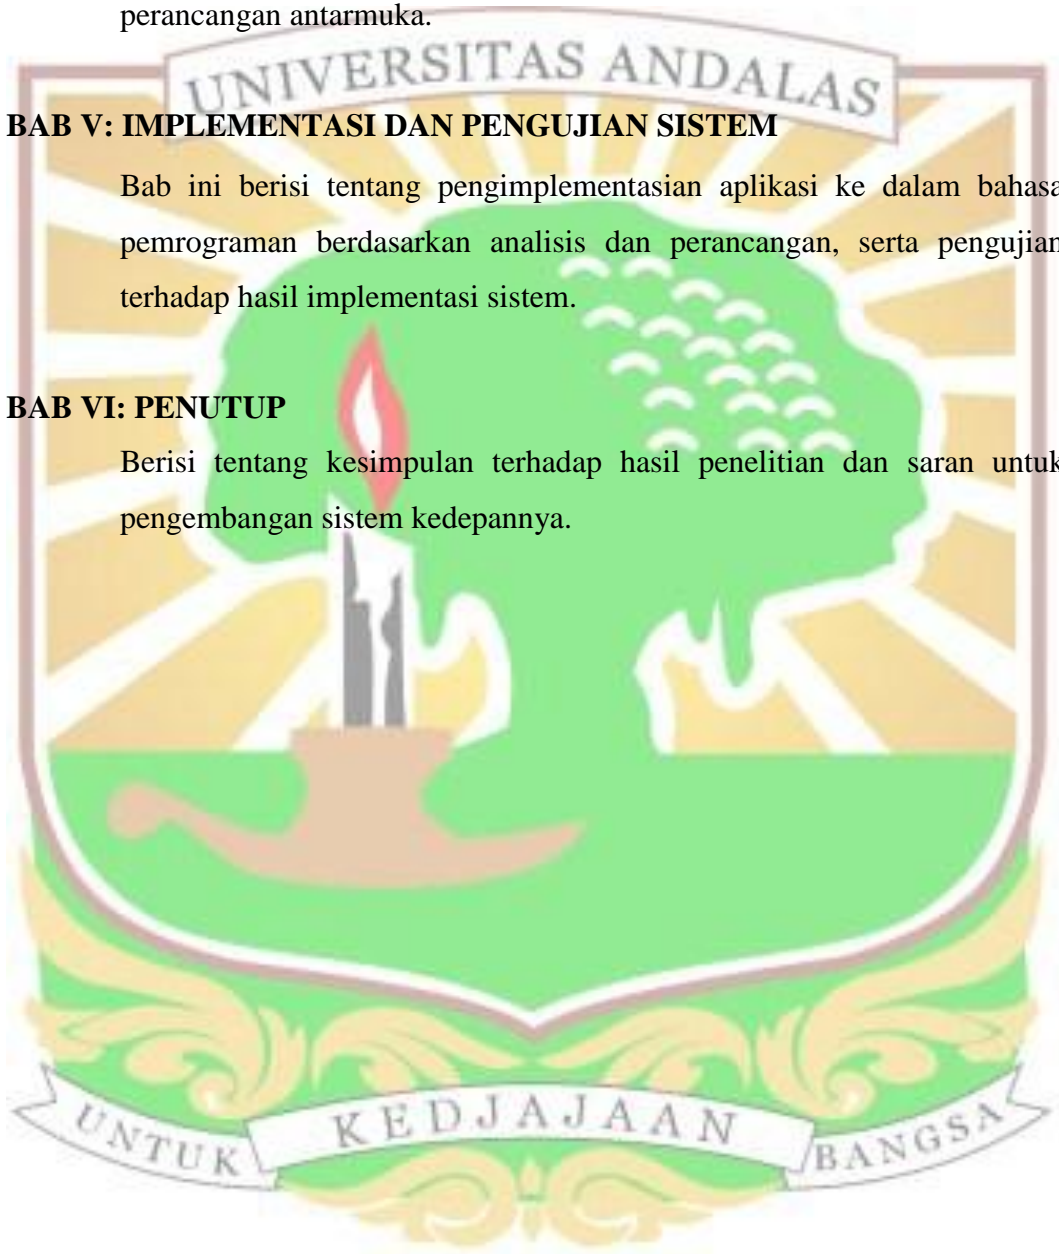 perancangan antarmuka.
UNIVERSITAS ANDALAS
BAB V: IMPLEMENTASI DAN PENGUJIAN SISTEM
Bab ini berisi tentang pengimplementasian aplikasi ke dalam bahasa
pemrograman berdasarkan analisis dan perancangan, serta pengujian
terhadap hasil implementasi sistem.
BAB VI: PENUTUP
Berisi tentang kesimpulan terhadap hasil penelitian dan saran untuk
pengembangan sistem kedepannya.
UNTUK KEDJAJAAN BANGSA